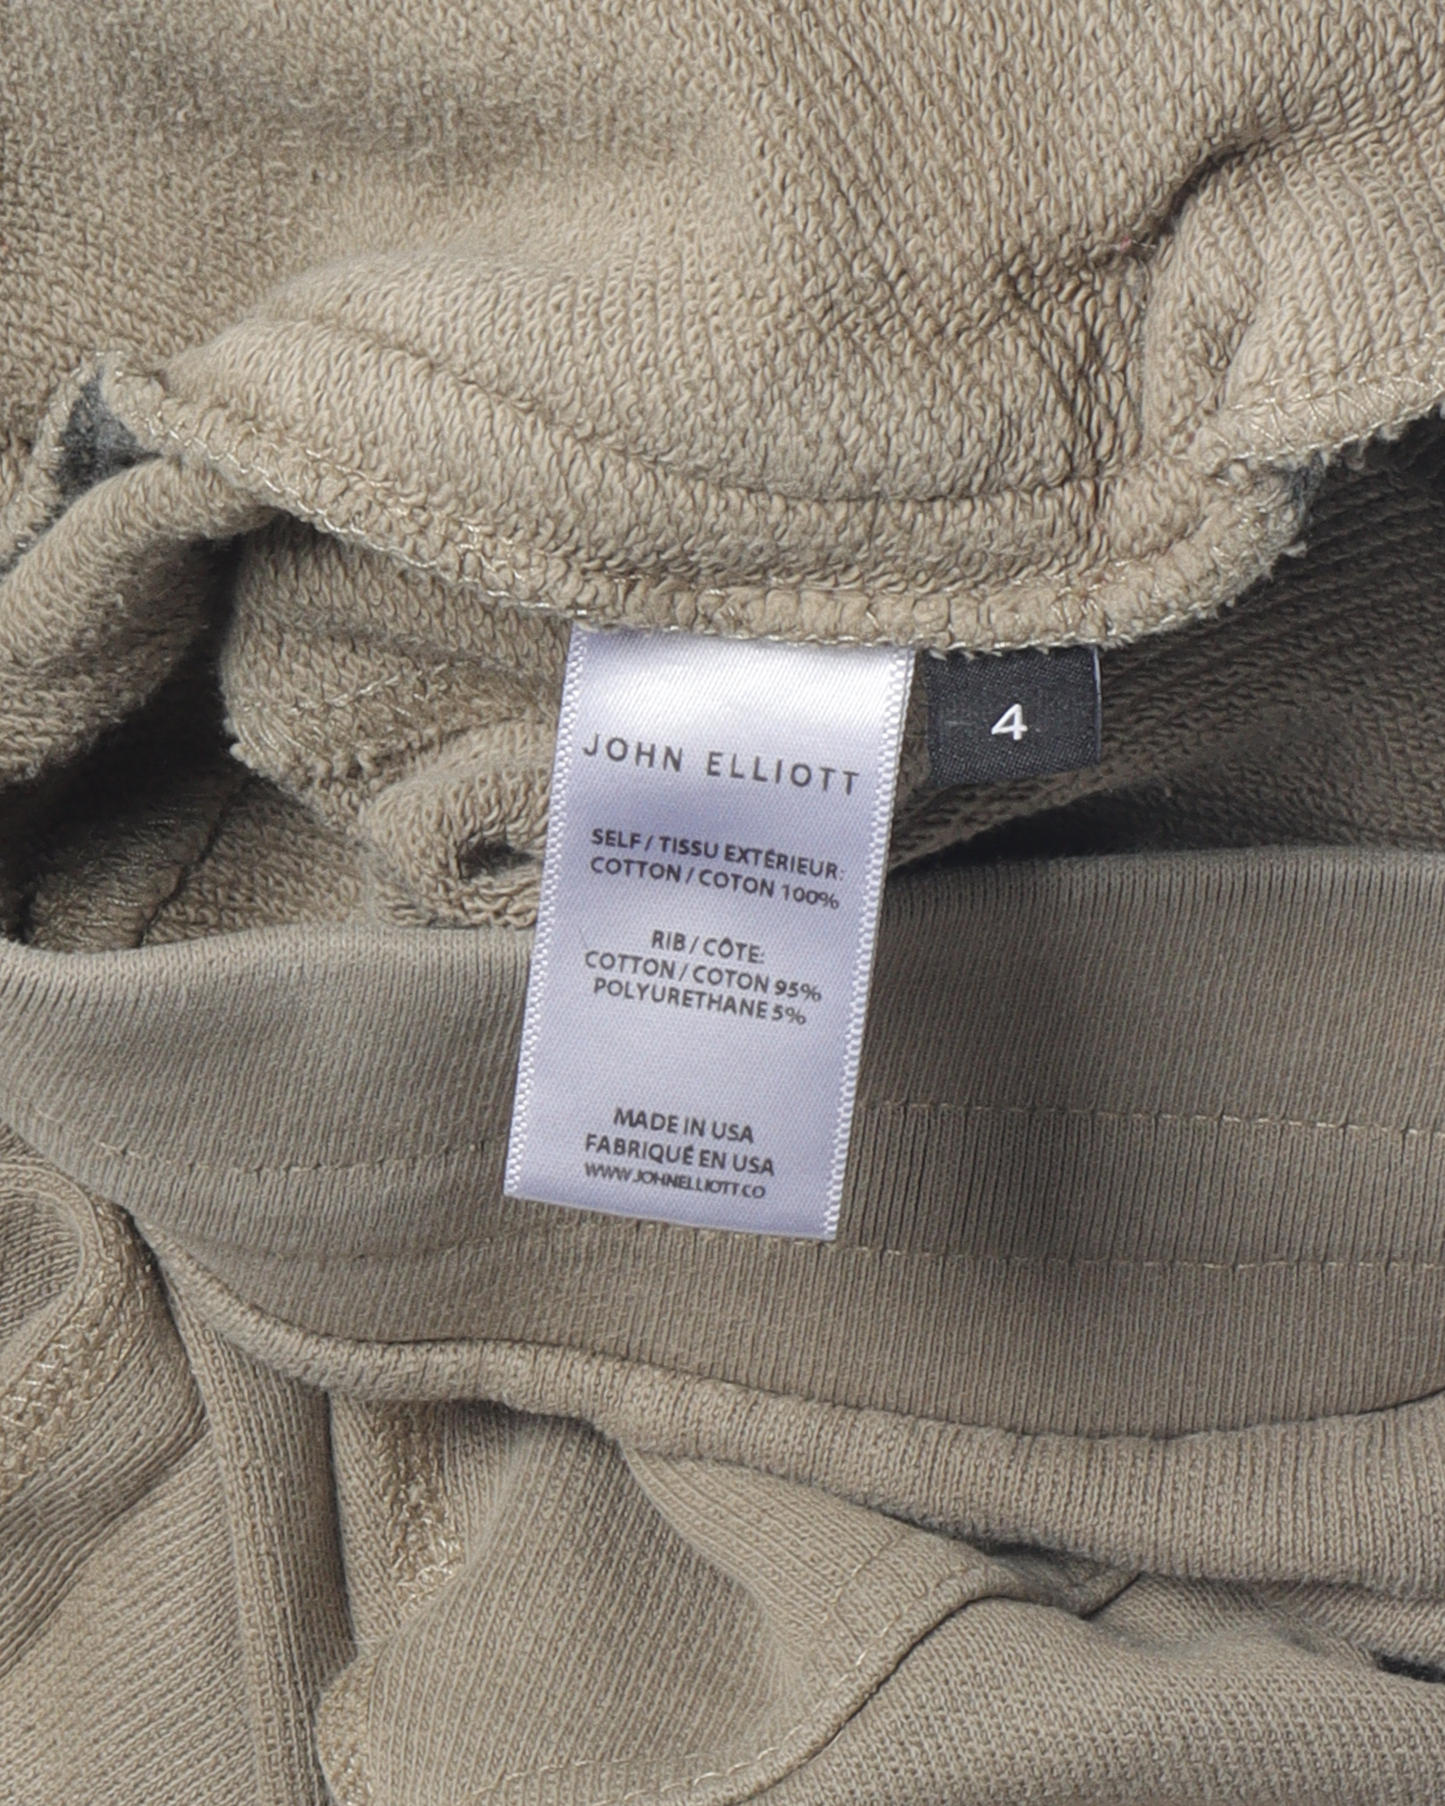 JOHN ELLIOTT
SELF / TISSU EXTÉRIEUR:
COTTON / COTON 100%
RIB / CÔTE:
COTTON / COTON 95%
POLYURETHANE 5%
MADE IN USA
FABRIQUÉ EN USA
WWW.JOHNELLIOTT.CO
4